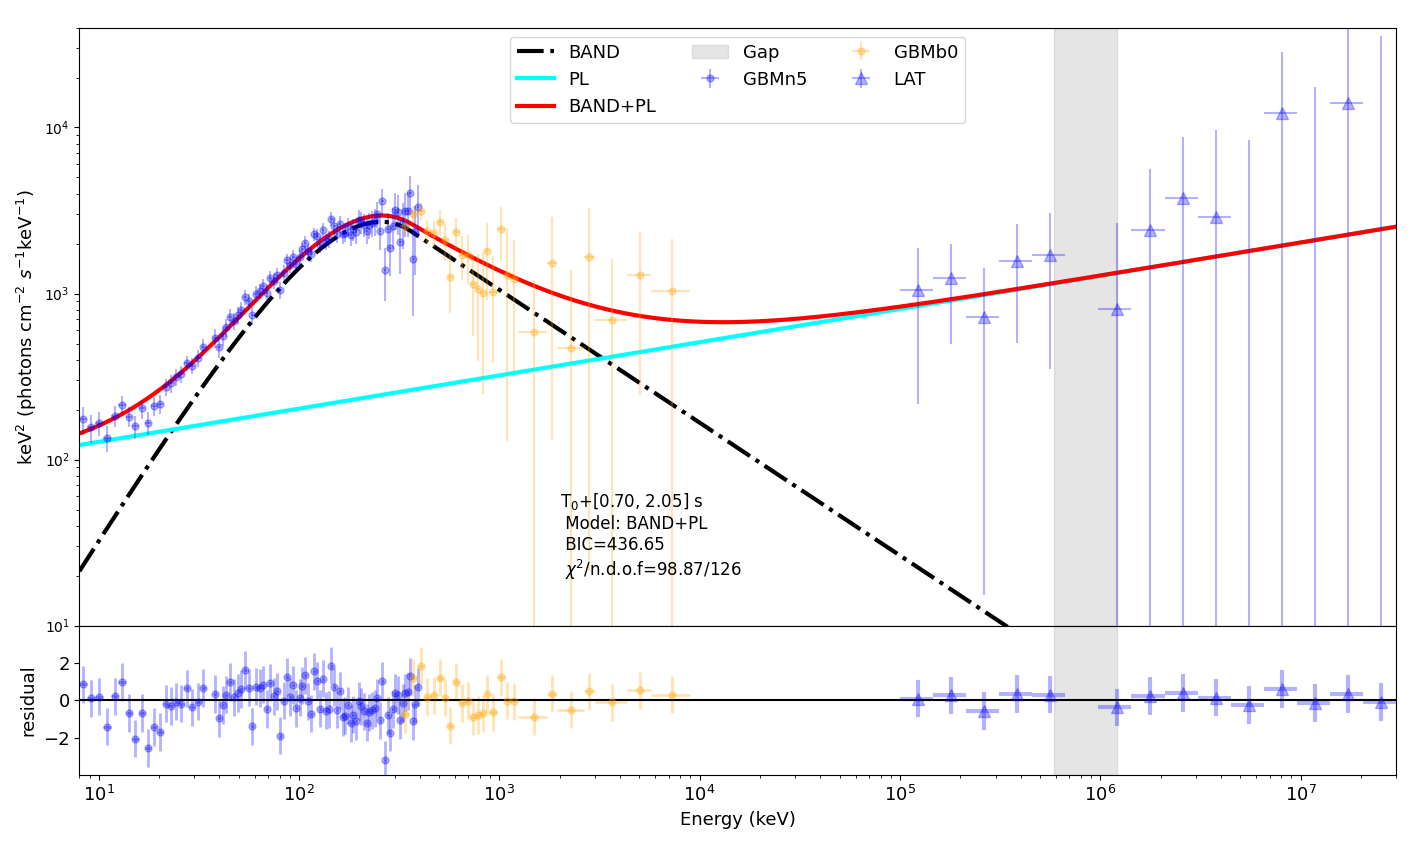 BAND
PL
BAND+PL
Gap
GBMn5
GBMb0
LAT
keV² (photons cm⁻² s⁻¹keV⁻¹)
10⁴
10³
10²
10¹
T₀+[0.70, 2.05] s
Model: BAND+PL
BIC=436.65
χ²/n.d.o.f=98.87/126
residual
2
0
−2
10¹ 10² 10³ 10⁴ 10⁵ 10⁶ 10⁷
Energy (keV)